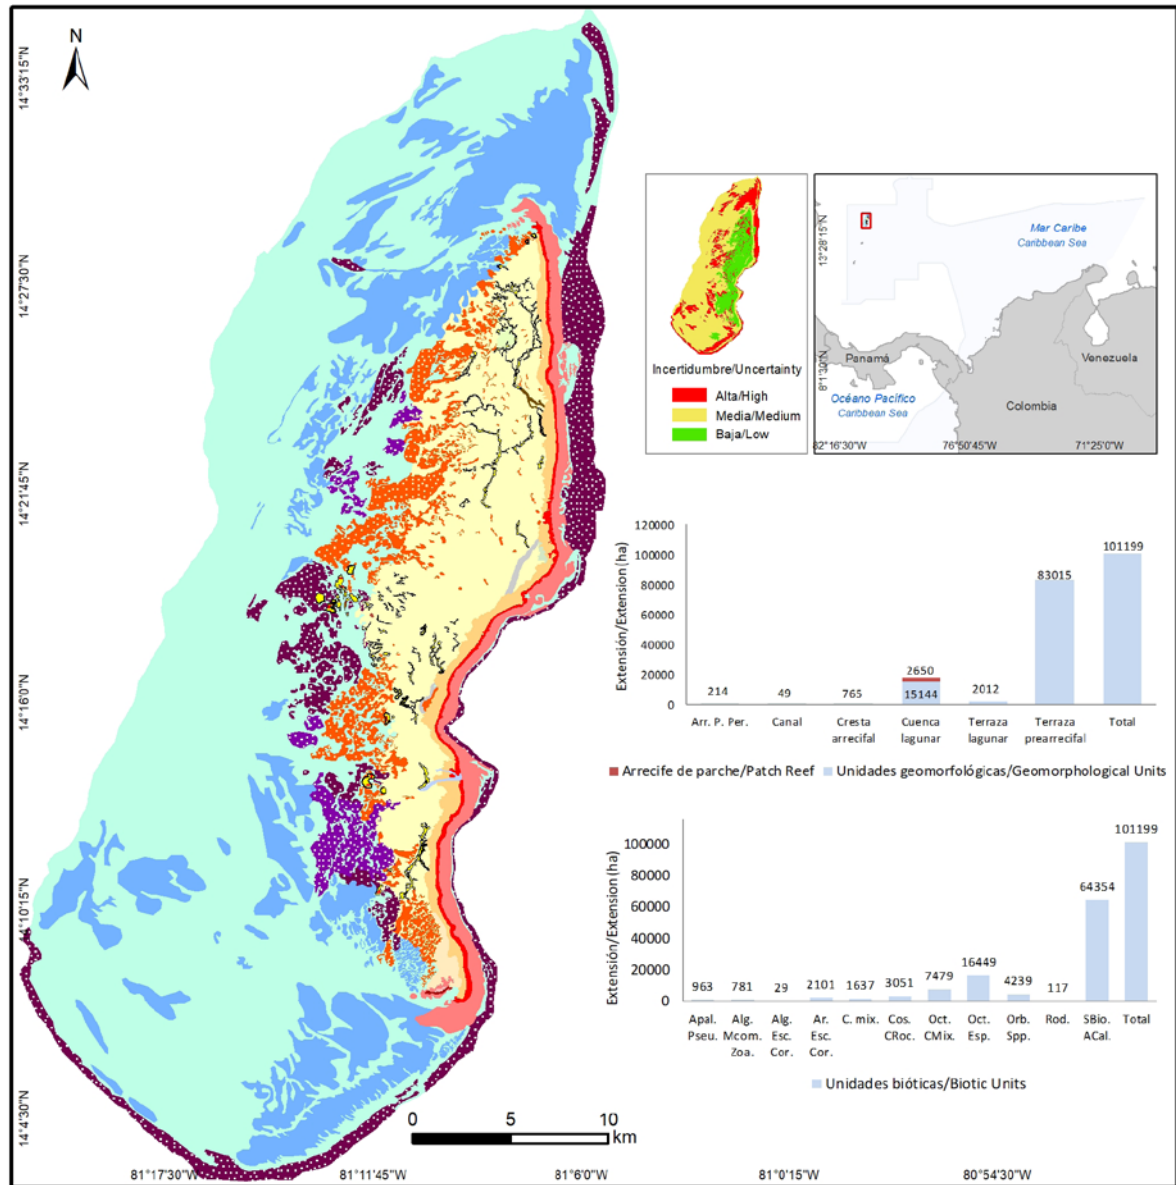 N
14°33'15"N
14°27'30"N
14°21'45"N
14°16'0"N
14°10'15"N
14°4'30"N
81°17'30"W
81°11'45"W
81°6'0"W
81°0'15"W
80°54'30"W
0 5 10
km
Incertidumbre/Uncertainty
Alta/High
Media/Medium
Baja/Low
13°28'15"N
8°1'30"N
Mar Caribe
Caribbean Sea
Panamá
Venezuela
Océano Pacífico
Caribbean Sea
Colombia
82°16'30"W 76°50'45"W 71°25'0"W
Extensión/Extension (ha)
120000
100000
80000
60000
40000
20000
0
214
49
765
2650
15144
2012
83015
101199
Arr. P. Per.
Canal
Cresta
arrecifal
Cuenca
lagunar
Terraza
lagunar
Terraza
prearrecifal
Total
Arrecife de parche/Patch Reef
Unidades geomorfológicas/Geomorphological Units
Extensión/Extension (ha)
100000
80000
60000
40000
20000
0
963
781
29
2101
1637
3051
7479
16449
4239
117
64354
101199
Apal.
Pseu.
Alg.
Mcom.
Zoa.
Alg.
Esc.
Cor.
Ar.
Esc.
Cor.
C. mix.
Cos.
CRoc.
Oct.
CMix.
Oct.
Esp.
Orb.
Spp.
Rod.
SBio.
ACal.
Total
Unidades bióticas/Biotic Units